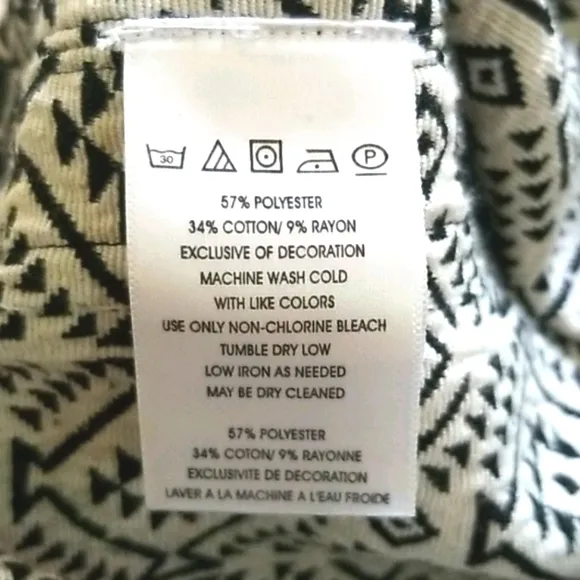 30 P
57% POLYESTER
34% COTTON/ 9% RAYON
EXCLUSIVE OF DECORATION
MACHINE WASH COLD
WITH LIKE COLORS
USE ONLY NON-CHLORINE BLEACH
TUMBLE DRY LOW
LOW IRON AS NEEDED
MAY BE DRY CLEANED
57% POLYESTER
34% COTON/ 9% RAYONNE
EXCLUSIVITE DE DECORATION
LAVER A LA MACHINE A L'EAU FROIDE